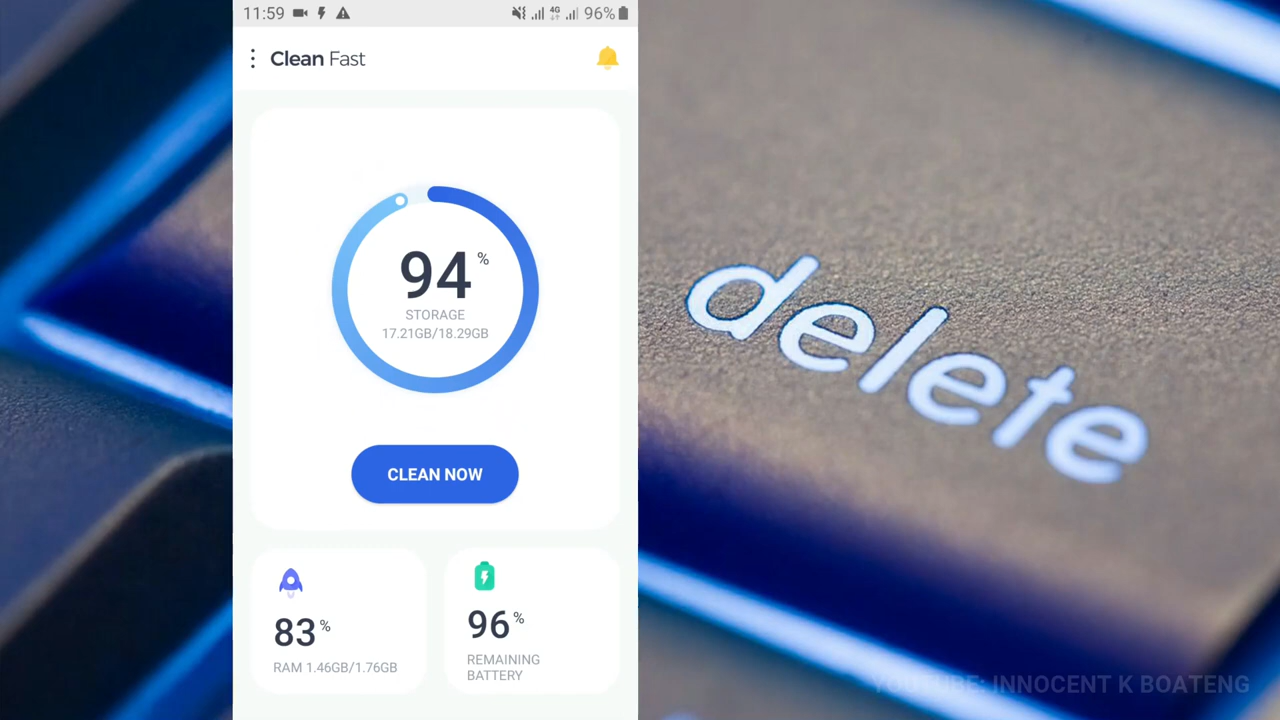 11:59
4G
96%
Clean Fast
94%
STORAGE
17.21GB/18.29GB
CLEAN NOW
83%
RAM 1.46GB/1.76GB
96%
REMAINING
BATTERY
delete
YOUTUBE: INNOCENT K BOATENG